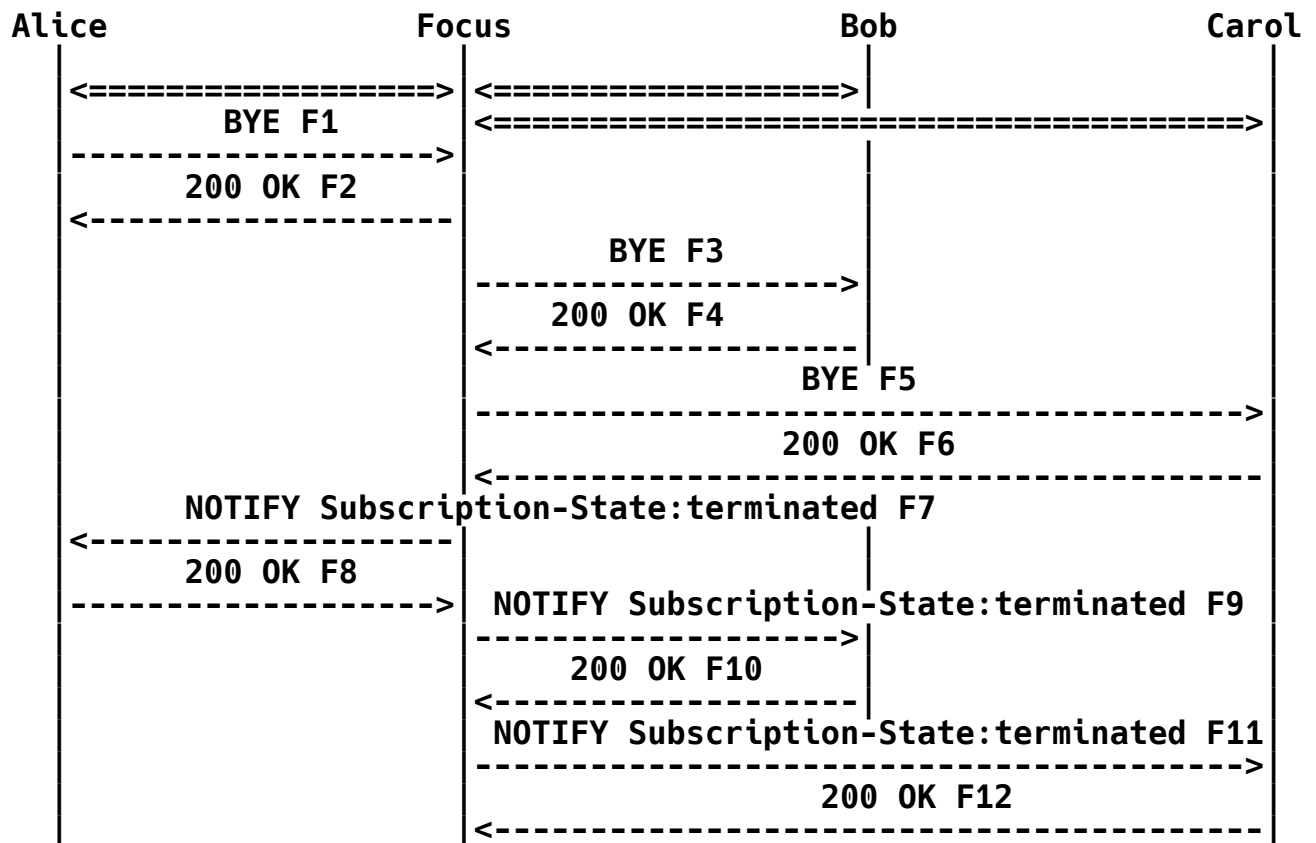 Alice Focus Bob Carol
BYE F1
200 OK F2
BYE F3
200 OK F4
BYE F5
200 OK F6
NOTIFY Subscription-State:terminated F7
200 OK F8
NOTIFY Subscription-State:terminated F9
200 OK F10
NOTIFY Subscription-State:terminated F11
200 OK F12